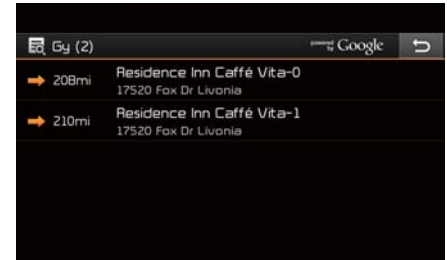 Gy (2)
powered by Google
208mi
Residence Inn Caffé Vita-0
17520 Fox Dr Livonia
210mi
Residence Inn Caffé Vita-1
17520 Fox Dr Livonia